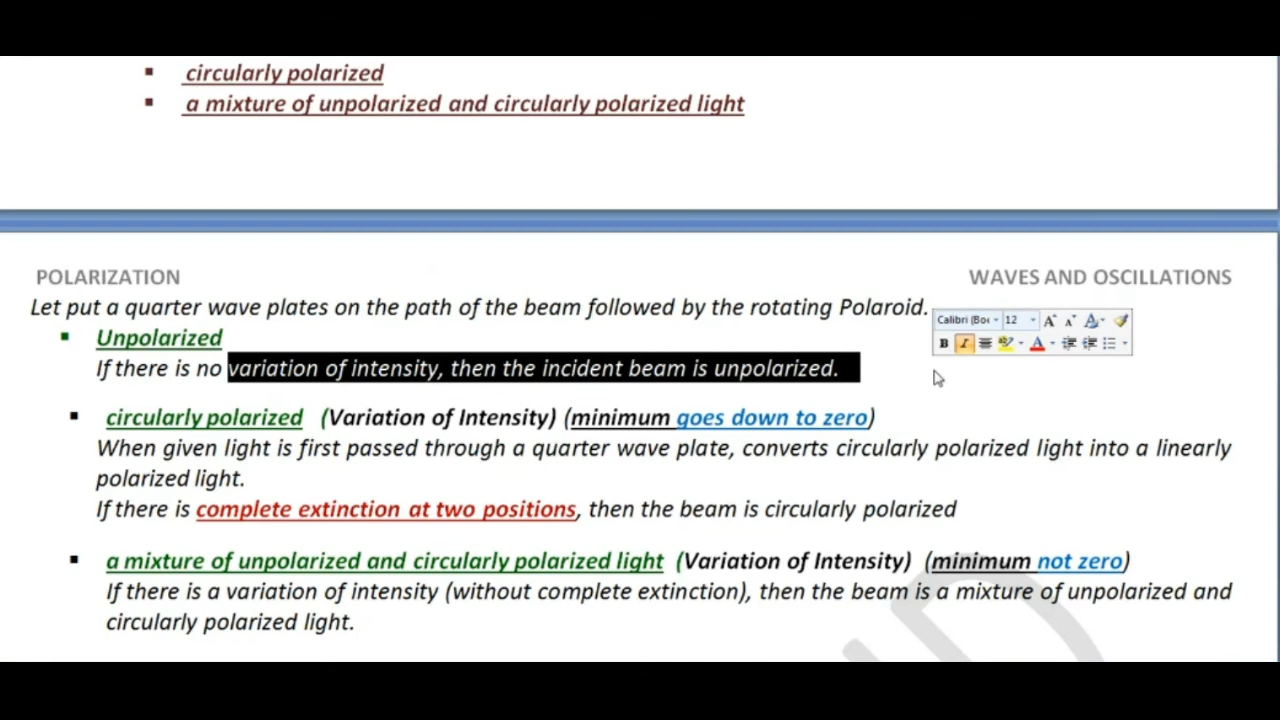 circularly polarized
a mixture of unpolarized and circularly polarized light
POLARIZATION WAVES AND OSCILLATIONS
Let put a quarter wave plates on the path of the beam followed by the rotating Polaroid.
Calibri (Bo 12
Unpolarized
If there is no variation of intensity, then the incident beam is unpolarized.
circularly polarized (Variation of Intensity) (minimum goes down to zero)
When given light is first passed through a quarter wave plate, converts circularly polarized light into a linearly
polarized light.
If there is complete extinction at two positions, then the beam is circularly polarized
a mixture of unpolarized and circularly polarized light (Variation of Intensity) (minimum not zero)
If there is a variation of intensity (without complete extinction), then the beam is a mixture of unpolarized and
circularly polarized light.